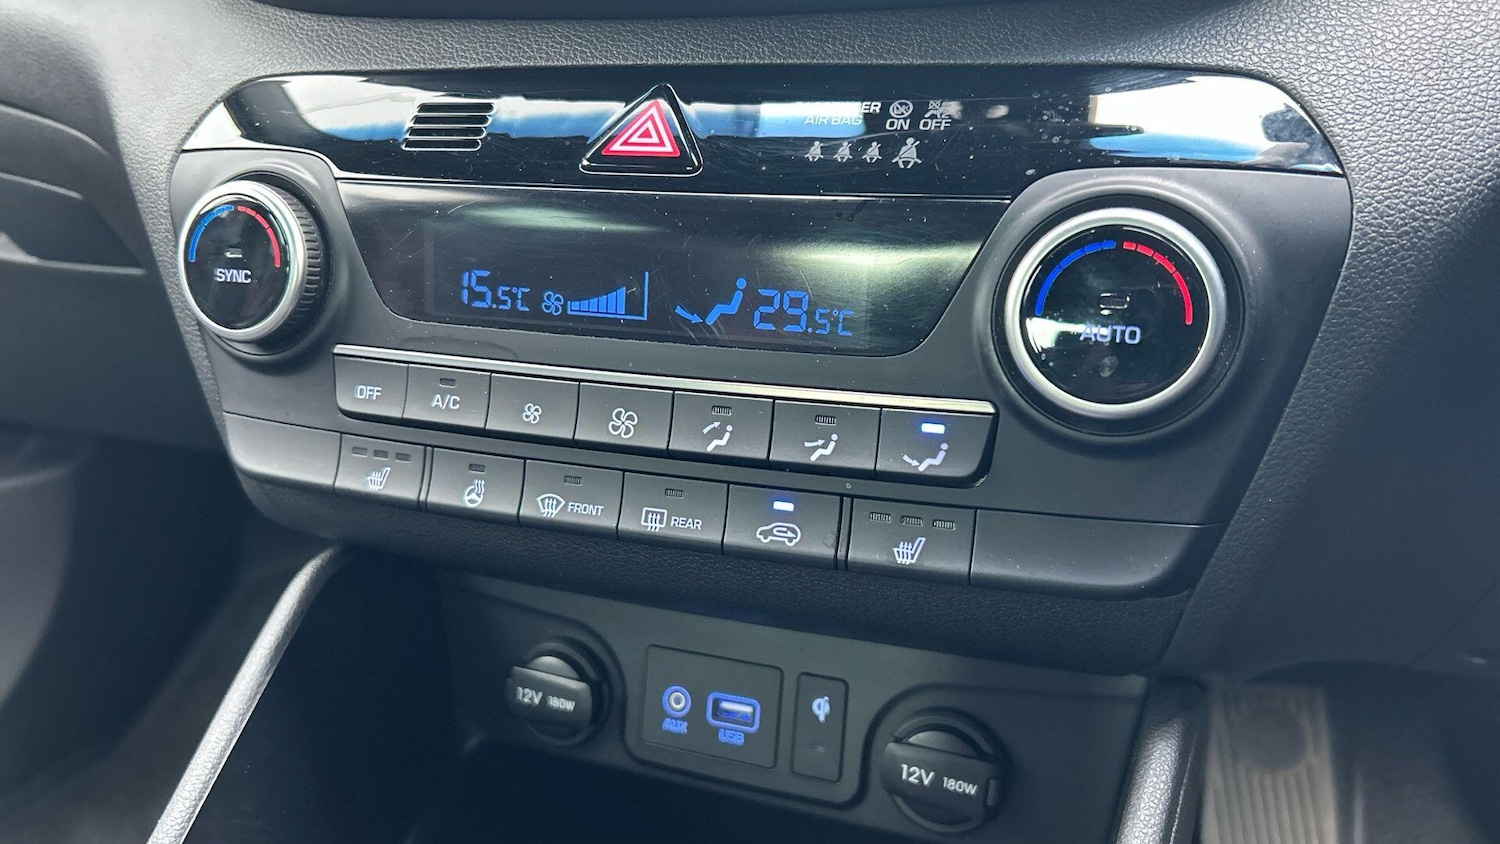 AIR BAG ON OFF
SYNC
15.5°C
29.5°C
AUTO
OFF
A/C
FRONT
REAR
12V 180W
AUX
USB
12V 180W